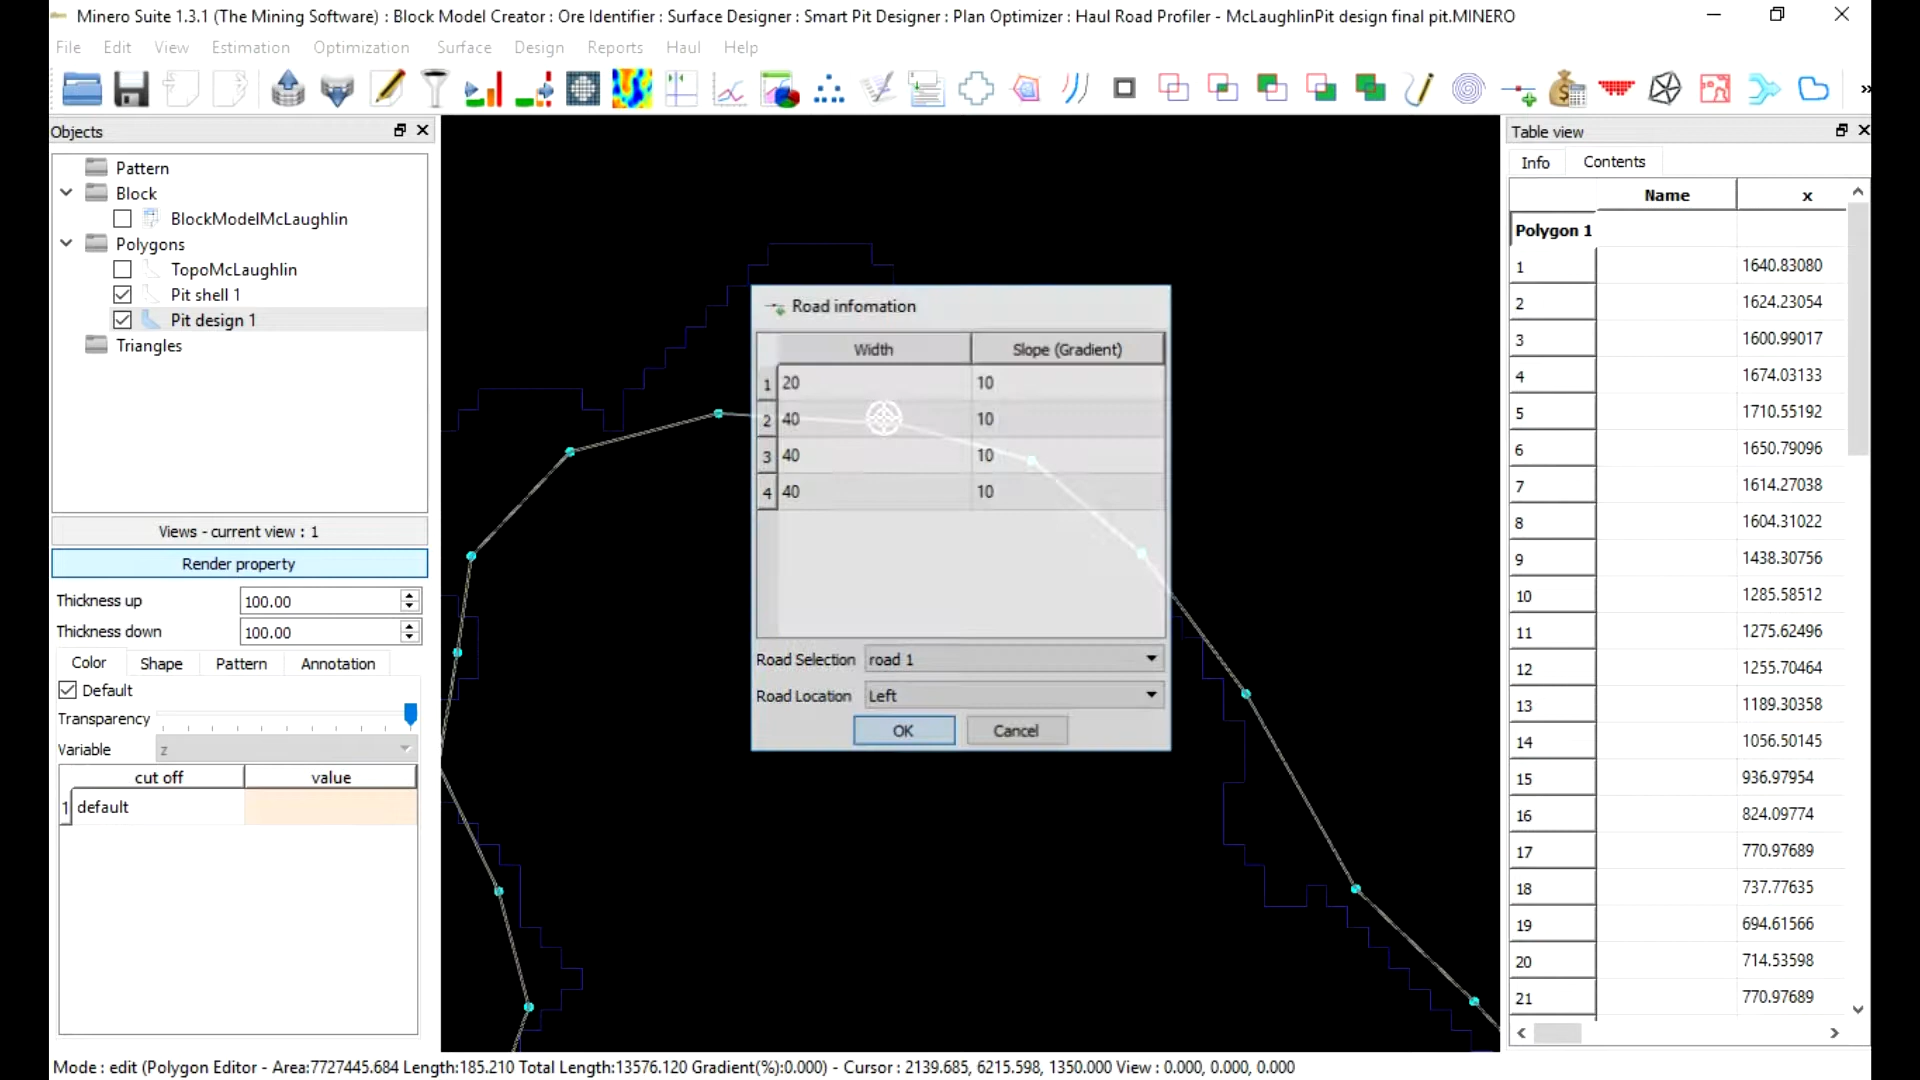 Minero Suite 1.3.1 (The Mining Software) : Block Model Creator : Ore Identifier : Surface Designer : Smart Pit Designer : Plan Optimizer : Haul Road Profiler - McLaughlinPit design final pit.MINERO
File Edit View Estimation Optimization Surface Design Reports Haul Help
Objects
Pattern
Block
BlockModelMcLaughlin
Polygons
TopoMcLaughlin
Pit shell 1
Pit design 1
Triangles
Views - current view : 1
Render property
Thickness up 100.00
Thickness down 100.00
Color Shape Pattern Annotation
Default
Transparency
Variable z
cut off value
1 default
Road infomation
Width Slope (Gradient)
1 20 10
2 40 10
3 40 10
4 40 10
Road Selection road 1
Road Location Left
OK Cancel
Table view
Info Contents
Name x
Polygon 1
1 1640.83080
2 1624.23054
3 1600.99017
4 1674.03133
5 1710.55192
6 1650.79096
7 1614.27038
8 1604.31022
9 1438.30756
10 1285.58512
11 1275.62496
12 1255.70464
13 1189.30358
14 1056.50145
15 936.97954
16 824.09774
17 770.97689
18 737.77635
19 694.61566
20 714.53598
21 770.97689
Mode : edit (Polygon Editor - Area:7727445.684 Length:185.210 Total Length:13576.120 Gradient(%):0.000) - Cursor : 2139.685, 6215.598, 1350.000 View : 0.000, 0.000, 0.000